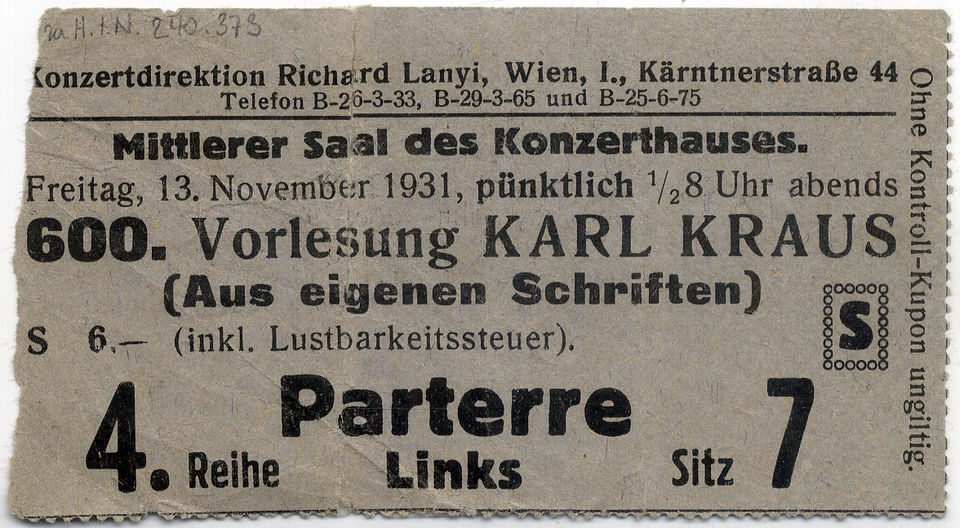 zu H.I.N. 240.373
Konzertdirektion Richard Lanyi, Wien, I., Kärntnerstraße 44
Telefon B-26-3-33, B-29-3-65 und B-25-6-75
Mittlerer Saal des Konzerthauses.
Freitag, 13. November 1931, pünktlich ½8 Uhr abends
600. Vorlesung KARL KRAUS
(Aus eigenen Schriften)
S 6.— (inkl. Lustbarkeitssteuer).
S
4. Reihe Parterre Links Sitz 7
Ohne Kontroll-Kupon ungiltig.